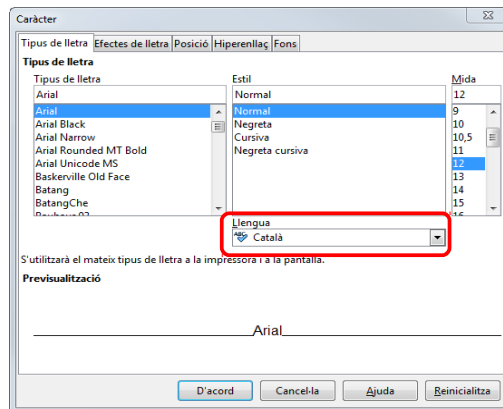 Caràcter
Tipus de lletra Efectes de lletra Posició Hiperenllaç Fons
Tipus de lletra
Tipus de lletra Estil Mida
Arial Normal 12
Arial Normal 9
Arial Black Negreta 10
Arial Narrow Cursiva 10,5
Arial Rounded MT Bold Negreta cursiva 11
Arial Unicode MS 12
Baskerville Old Face 13
Batang 14
BatangChe 15
Llengua
ABC Català
S'utilitzarà el mateix tipus de lletra a la impressora i a la pantalla.
Previsualització
Arial
D'acord Cancel·la Ajuda Reinicialitza